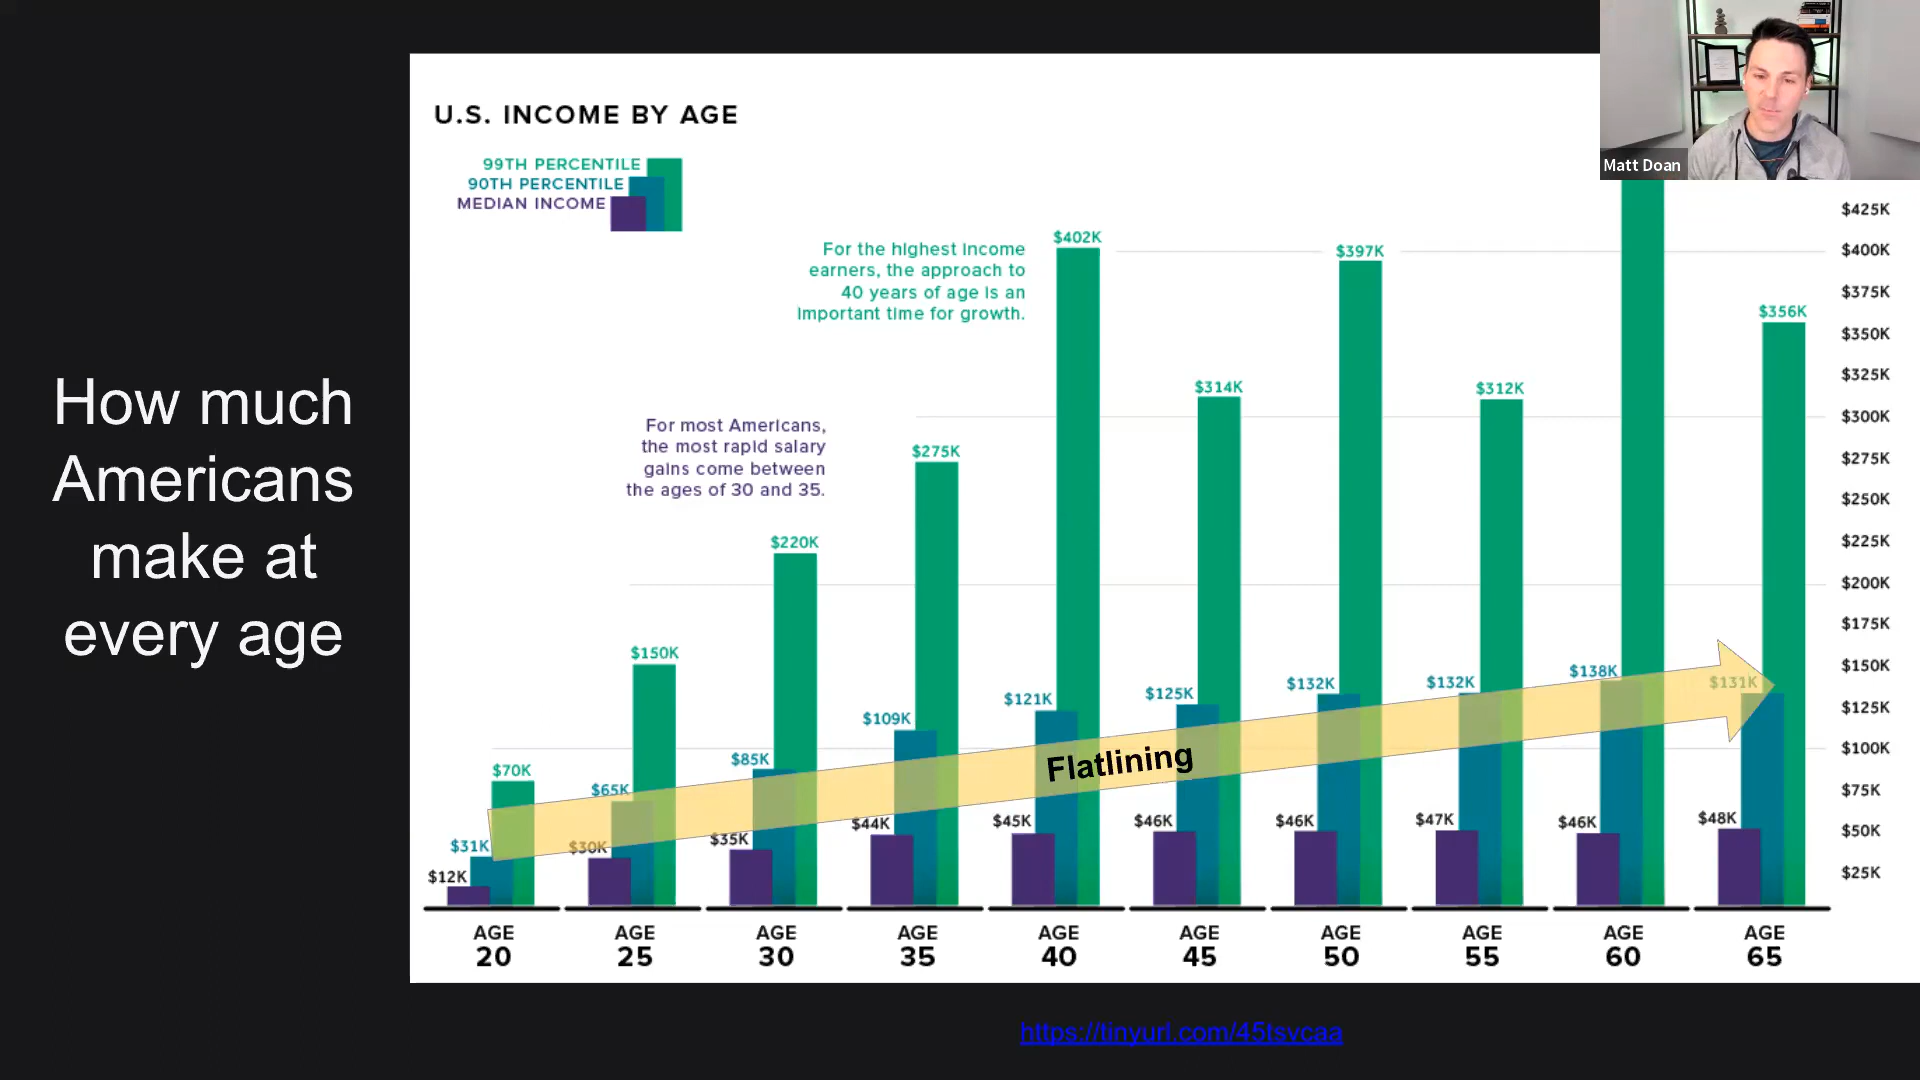 How much
Americans
make at
every age
U.S. INCOME BY AGE
99TH PERCENTILE
90TH PERCENTILE
MEDIAN INCOME
For the highest income
earners, the approach to
40 years of age is an
important time for growth.
For most Americans,
the most rapid salary
gains come between
the ages of 30 and 35.
Matt Doan
$425K
$400K
$375K
$350K
$325K
$300K
$275K
$250K
$225K
$200K
$175K
$150K
$125K
$100K
$75K
$50K
$25K
$12K
$31K
$70K
$30K
$65K
$150K
$35K
$85K
$220K
$44K
$109K
$275K
$45K
$121K
$402K
$46K
$125K
$314K
$46K
$132K
$397K
$47K
$132K
$312K
$46K
$138K
$48K
$131K
$356K
Flatlining
AGE
20
AGE
25
AGE
30
AGE
35
AGE
40
AGE
45
AGE
50
AGE
55
AGE
60
AGE
65
https://tinyurl.com/45tsvcaa